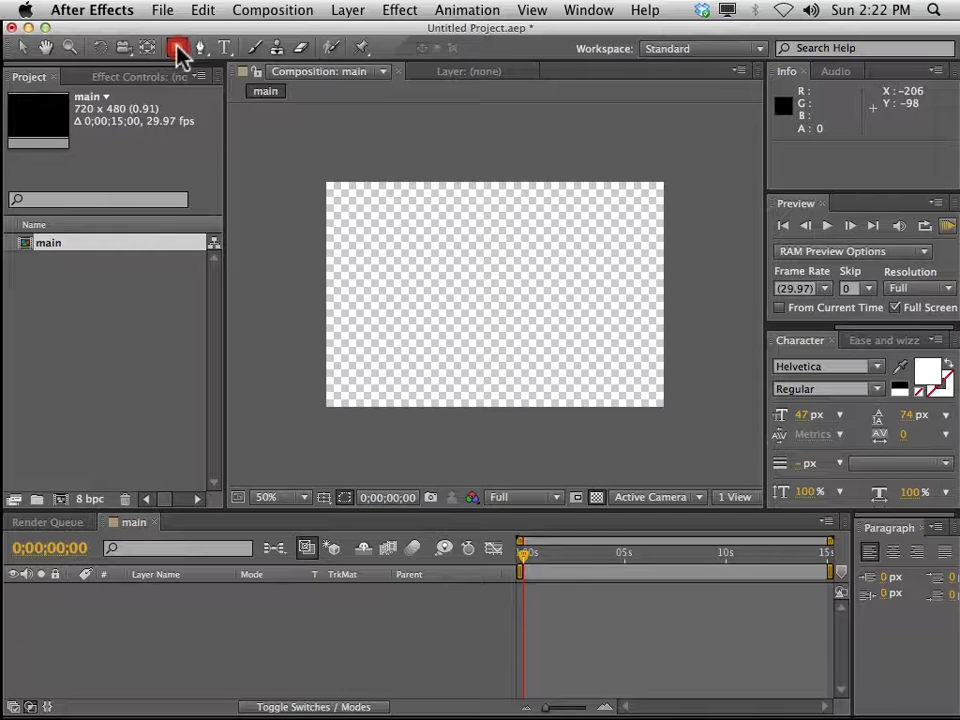 After Effects File Edit Composition Layer Effect Animation View Window Help Sun 2:22 PM
Untitled Project.aep *
T Workspace: Standard Search Help
Project × Effect Controls: (no Composition: main × Layer: (none) Info × Audio
main
main
720 x 480 (0.91)
Δ 0;00;15;00, 29.97 fps
R : X : -206
G : Y : -98
B :
A : 0
Preview ×
Name
main
RAM Preview Options
Frame Rate Skip Resolution
(29.97) 0 Full
From Current Time Full Screen
Character × Ease and wizz
Helvetica
Regular
47 px 74 px
Metrics 0
- px
100 % 100 %
8 bpc 50% 0;00;00;00 Full Active Camera 1 View
Render Queue main × Paragraph ×
0;00;00;00 00s 05s 10s 15s
# Layer Name Mode T TrkMat Parent
0 px
0 px
Toggle Switches / Modes